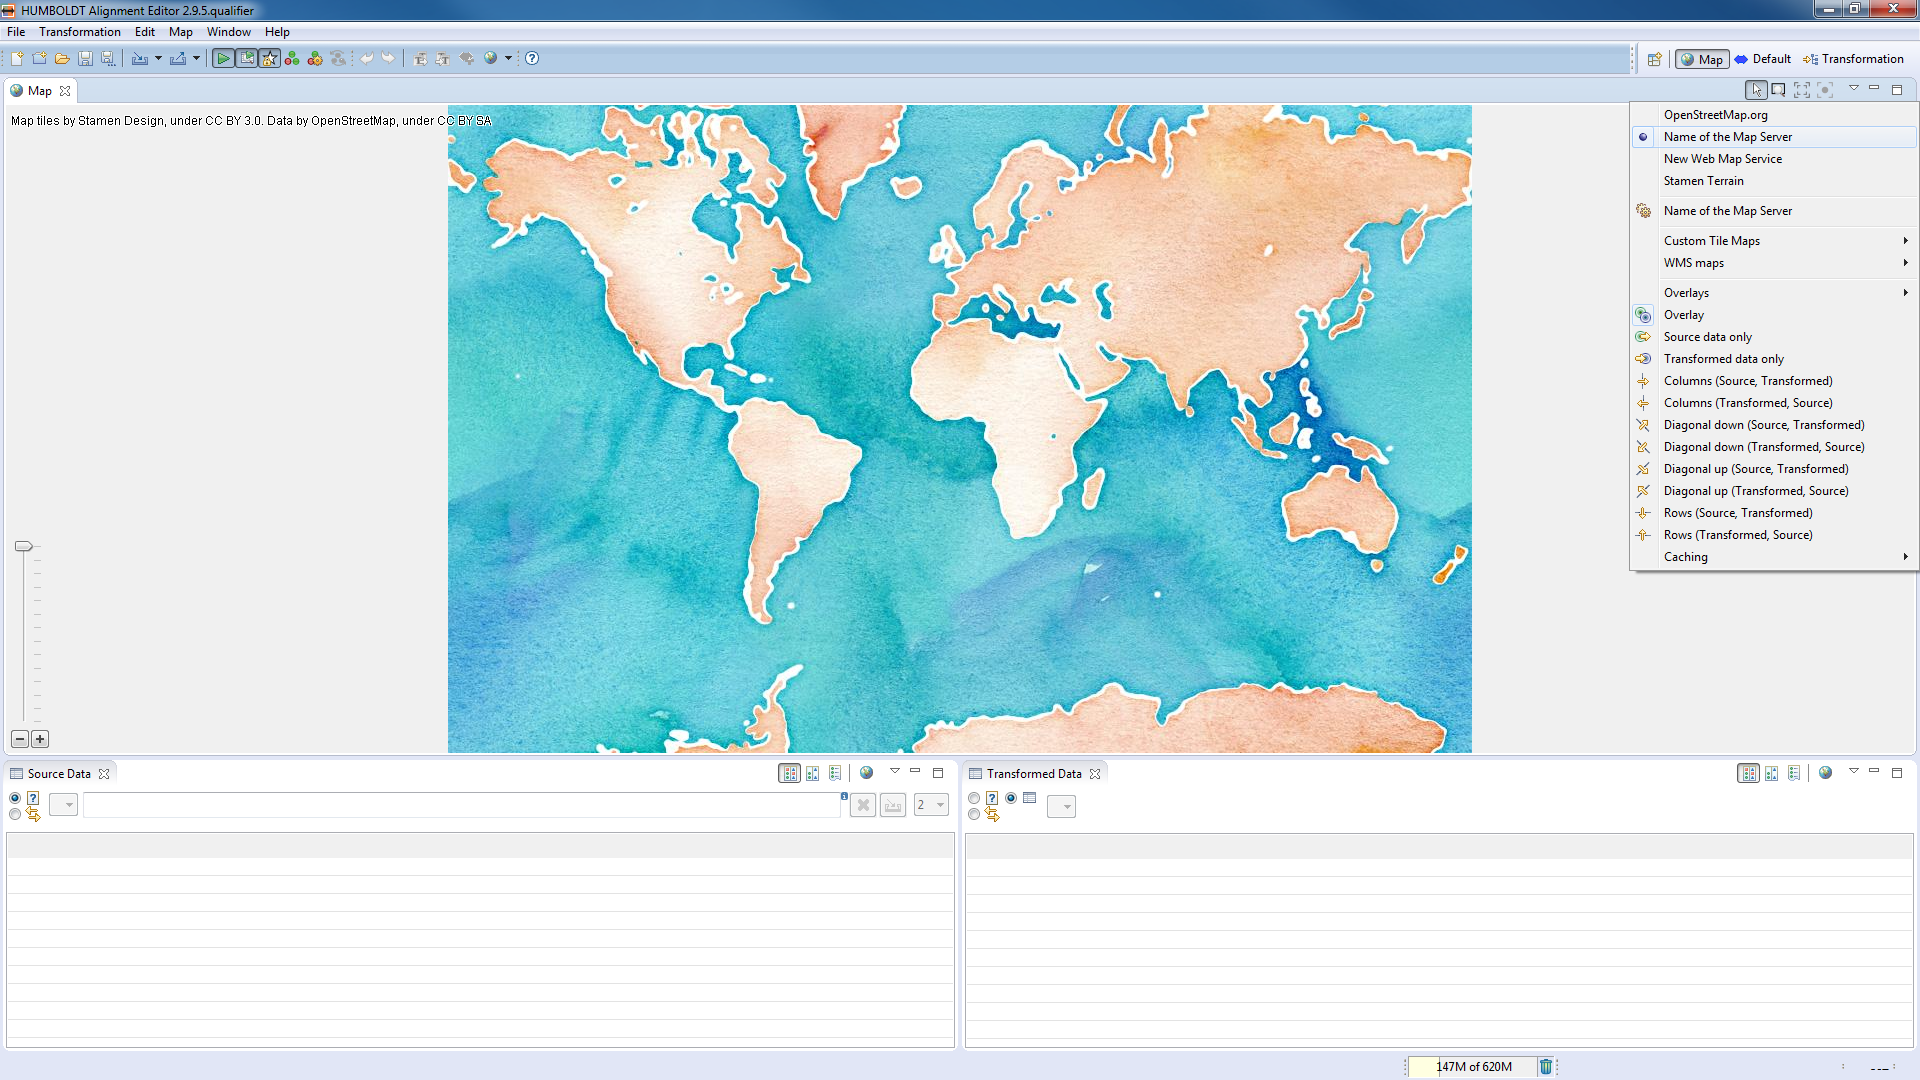 HUMBOLDT Alignment Editor 2.9.5.qualifier
File Transformation Edit Map Window Help
Map Default Transformation
Map
Map tiles by Stamen Design, under CC BY 3.0. Data by OpenStreetMap, under CC BY SA
OpenStreetMap.org
Name of the Map Server
New Web Map Service
Stamen Terrain
Name of the Map Server
Custom Tile Maps
WMS maps
Overlays
Overlay
Source data only
Transformed data only
Columns (Source, Transformed)
Columns (Transformed, Source)
Diagonal down (Source, Transformed)
Diagonal down (Transformed, Source)
Diagonal up (Source, Transformed)
Diagonal up (Transformed, Source)
Rows (Source, Transformed)
Rows (Transformed, Source)
Caching
Source Data
2
Transformed Data
147M of 620M